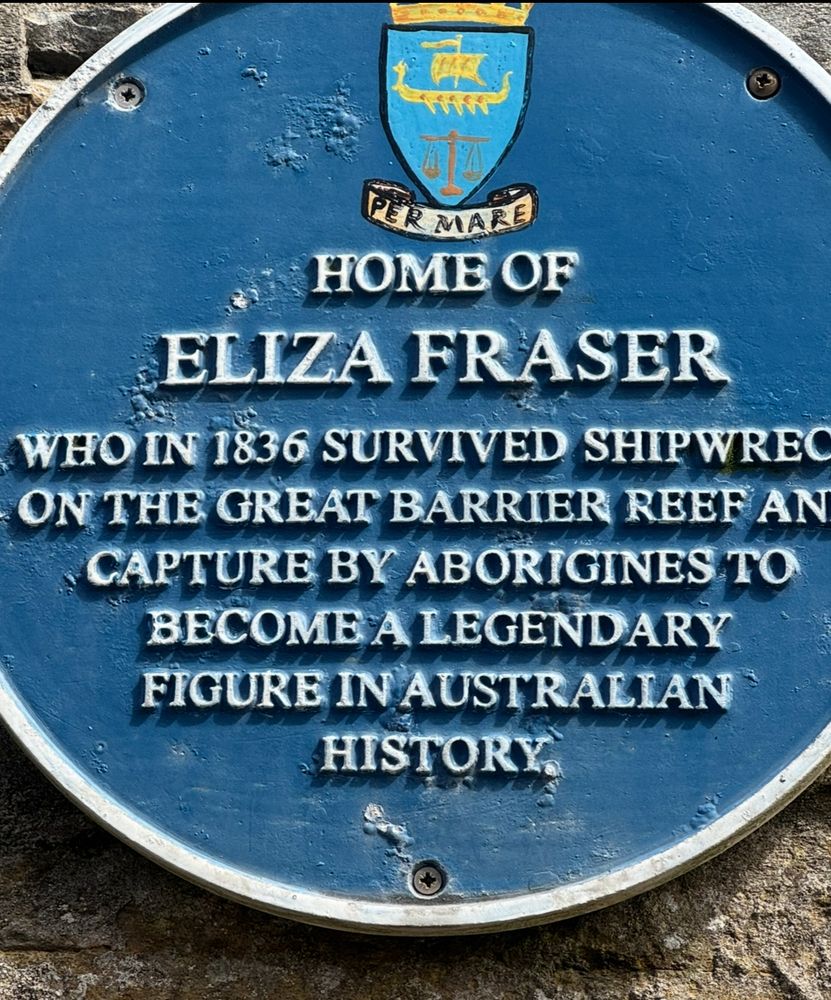 PER MARE
HOME OF
ELIZA FRASER
WHO IN 1836 SURVIVED SHIPWREC
ON THE GREAT BARRIER REEF AN
CAPTURE BY ABORIGINES TO
BECOME A LEGENDARY
FIGURE IN AUSTRALIAN
HISTORY.